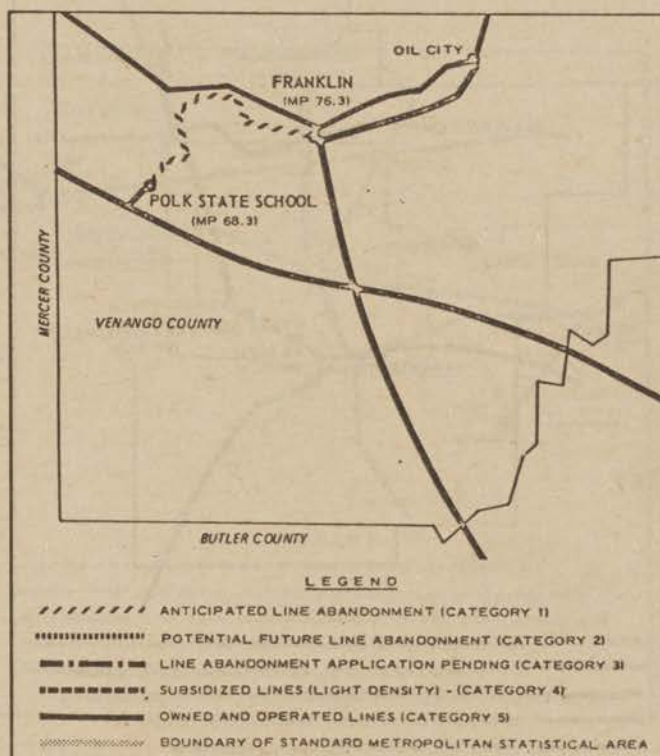 OIL CITY
FRANKLIN
(MP 76.3)
POLK STATE SCHOOL
(MP 68.3)
MERCER COUNTY
VENANGO COUNTY
BUTLER COUNTY
LEGEND
ANTICIPATED LINE ABANDONMENT (CATEGORY 1)
POTENTIAL FUTURE LINE ABANDONMENT (CATEGORY 2)
LINE ABANDONMENT APPLICATION PENDING (CATEGORY 3)
SUBSIDIZED LINES (LIGHT DENSITY) - (CATEGORY 4)
OWNED AND OPERATED LINES (CATEGORY 5)
BOUNDARY OF STANDARD METROPOLITAN STATISTICAL AREA